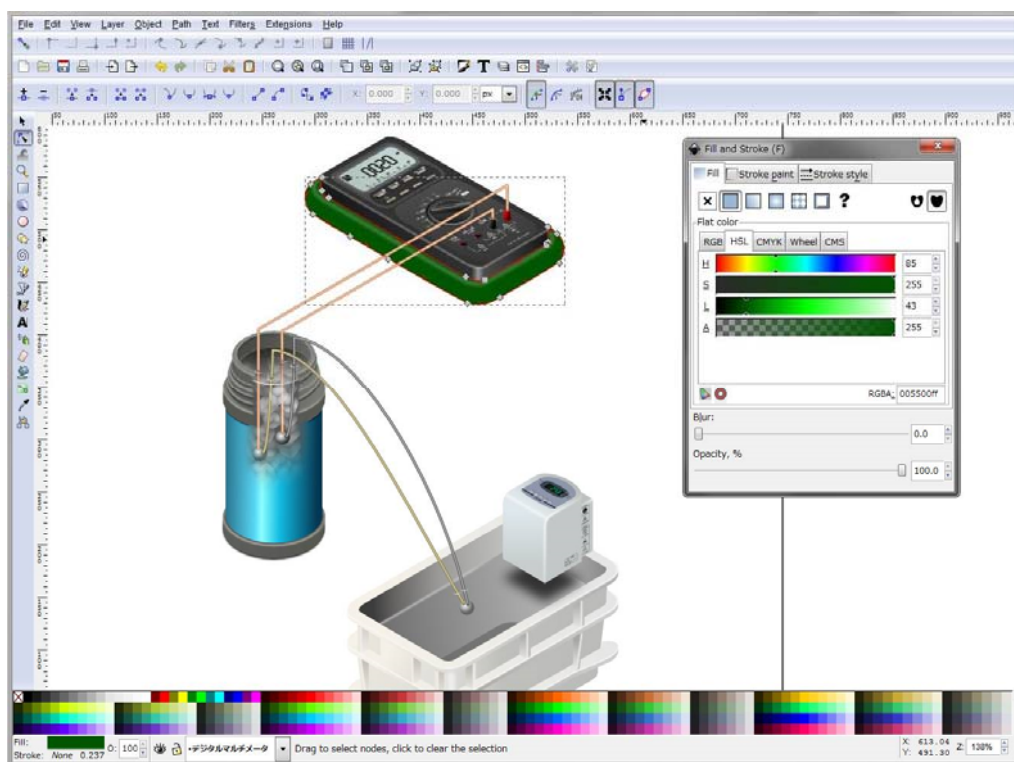 File Edit View Layer Object Path Text Filters Extensions Help
X: 0.000 Y: 0.000 px
0020
Fill and Stroke (F)
Fill Stroke paint Stroke style
?
Flat color
RGB HSL CMYK Wheel CMS
H 85
S 255
L 43
A 255
RGBA: 005500ff
Blur:
0.0
Opacity, %
100.0
Fill:
Stroke: None 0.237
O: 100
•デジタルマルチメータ
Drag to select nodes, click to clear the selection
X: 613.04
Y: 491.30
Z: 138%